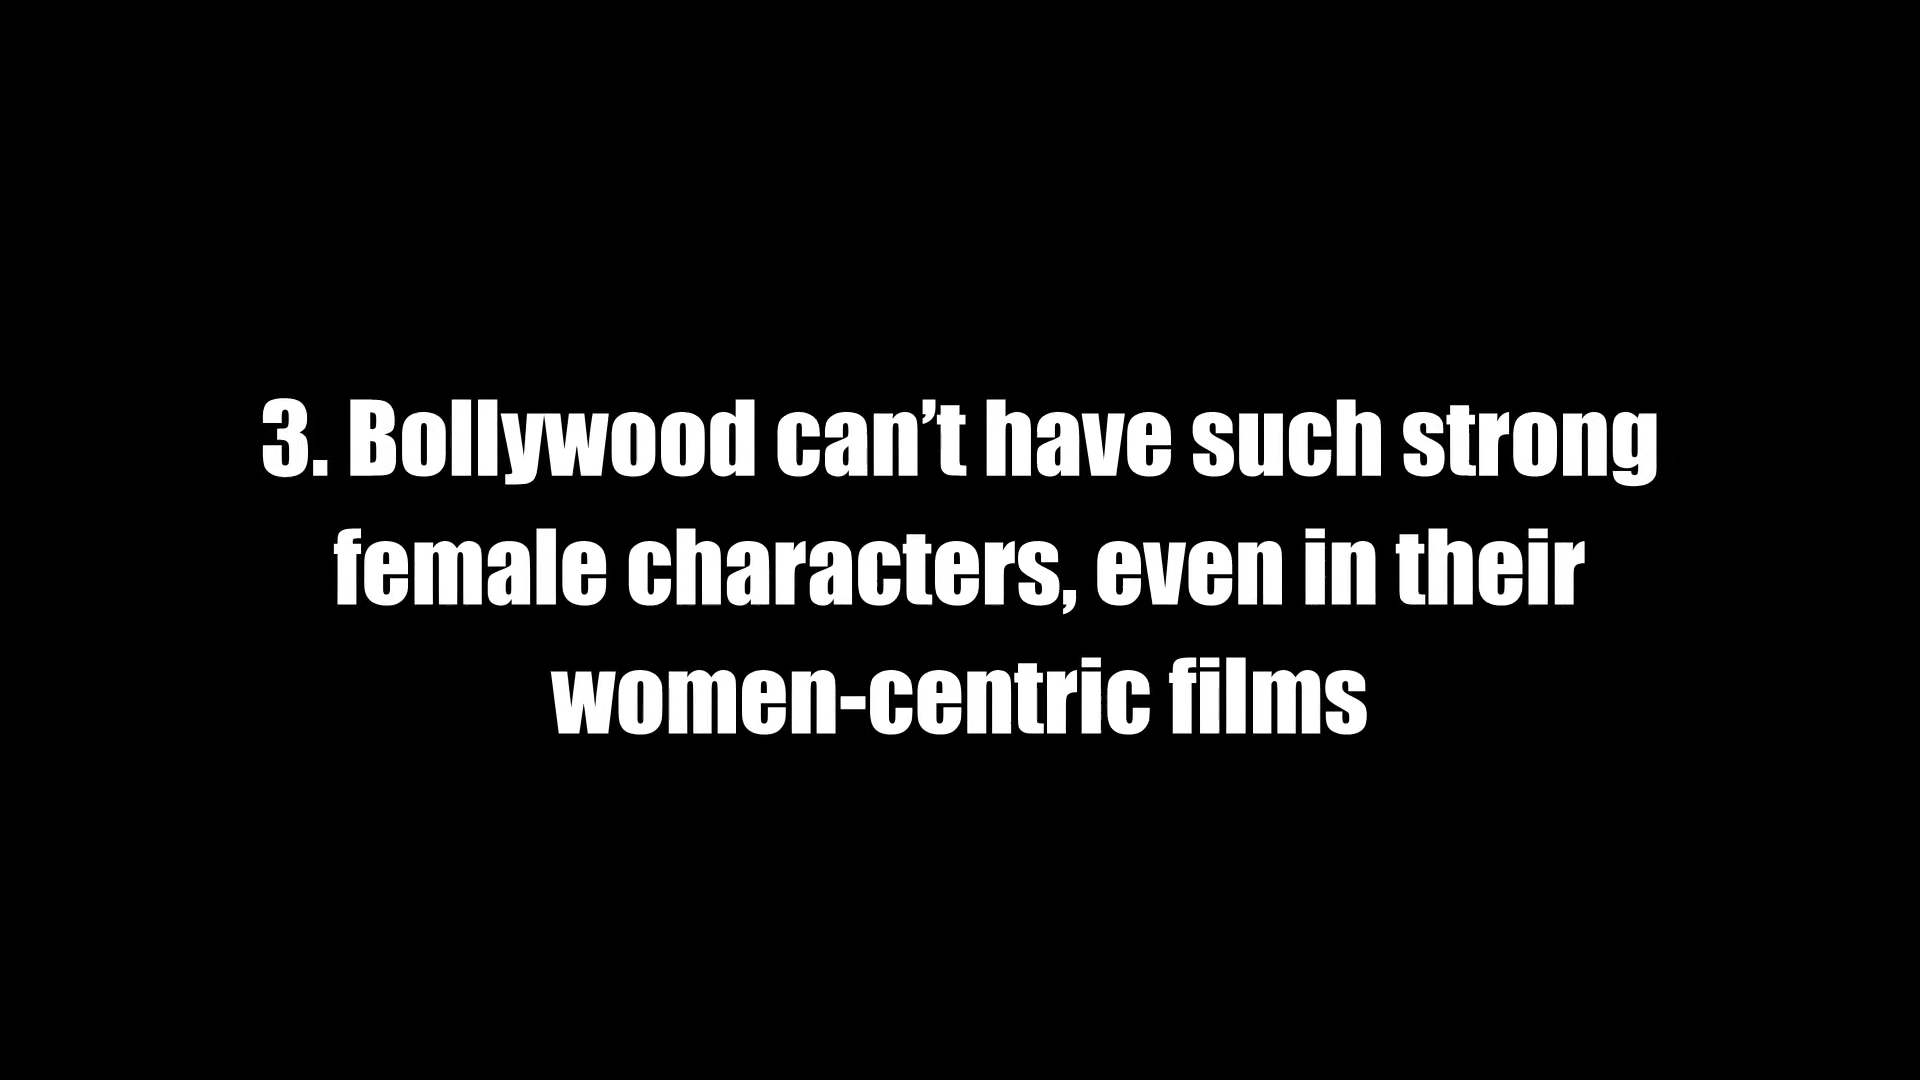 3. Bollywood can’t have such strong
female characters, even in their
women-centric films